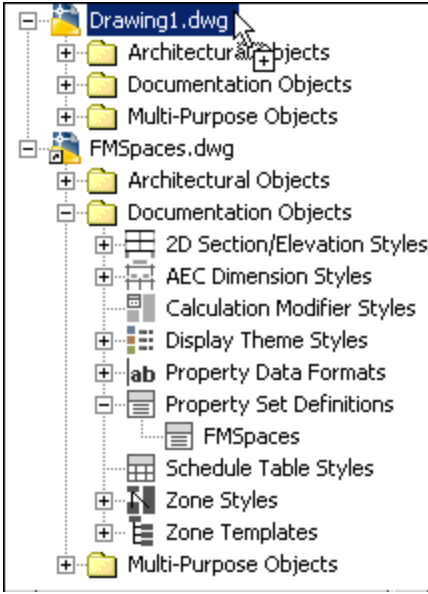 Drawing1.dwg
Architectural Objects
Documentation Objects
Multi-Purpose Objects
FMSpaces.dwg
Architectural Objects
Documentation Objects
2D Section/Elevation Styles
AEC Dimension Styles
Calculation Modifier Styles
Display Theme Styles
ab Property Data Formats
Property Set Definitions
FMSpaces
Schedule Table Styles
Zone Styles
Zone Templates
Multi-Purpose Objects